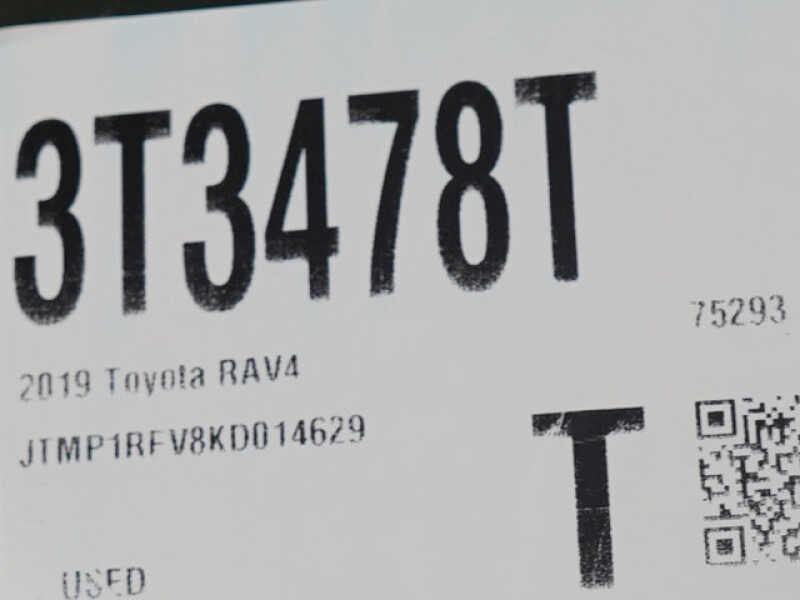 3T3478T
75293
2019 Toyota RAV4
JTMP1RFV8KD014629
T
USED